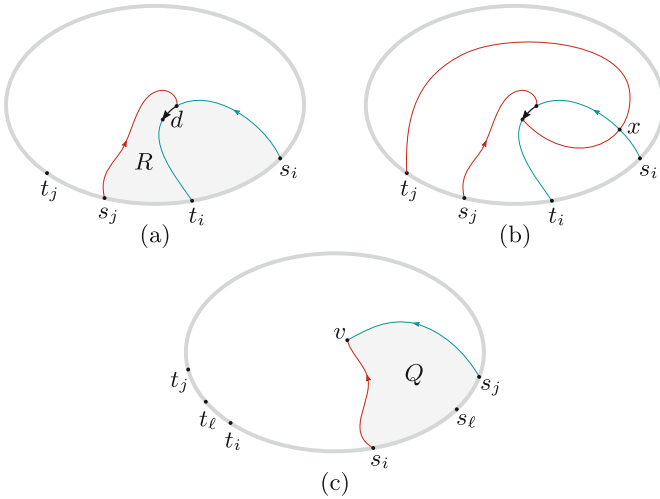 d
R
s_i
t_j
s_j
t_i
(a)
x
t_j
s_j
t_i
s_i
(b)
v
Q
t_j
s_j
t_ℓ
s_ℓ
t_i
s_i
(c)